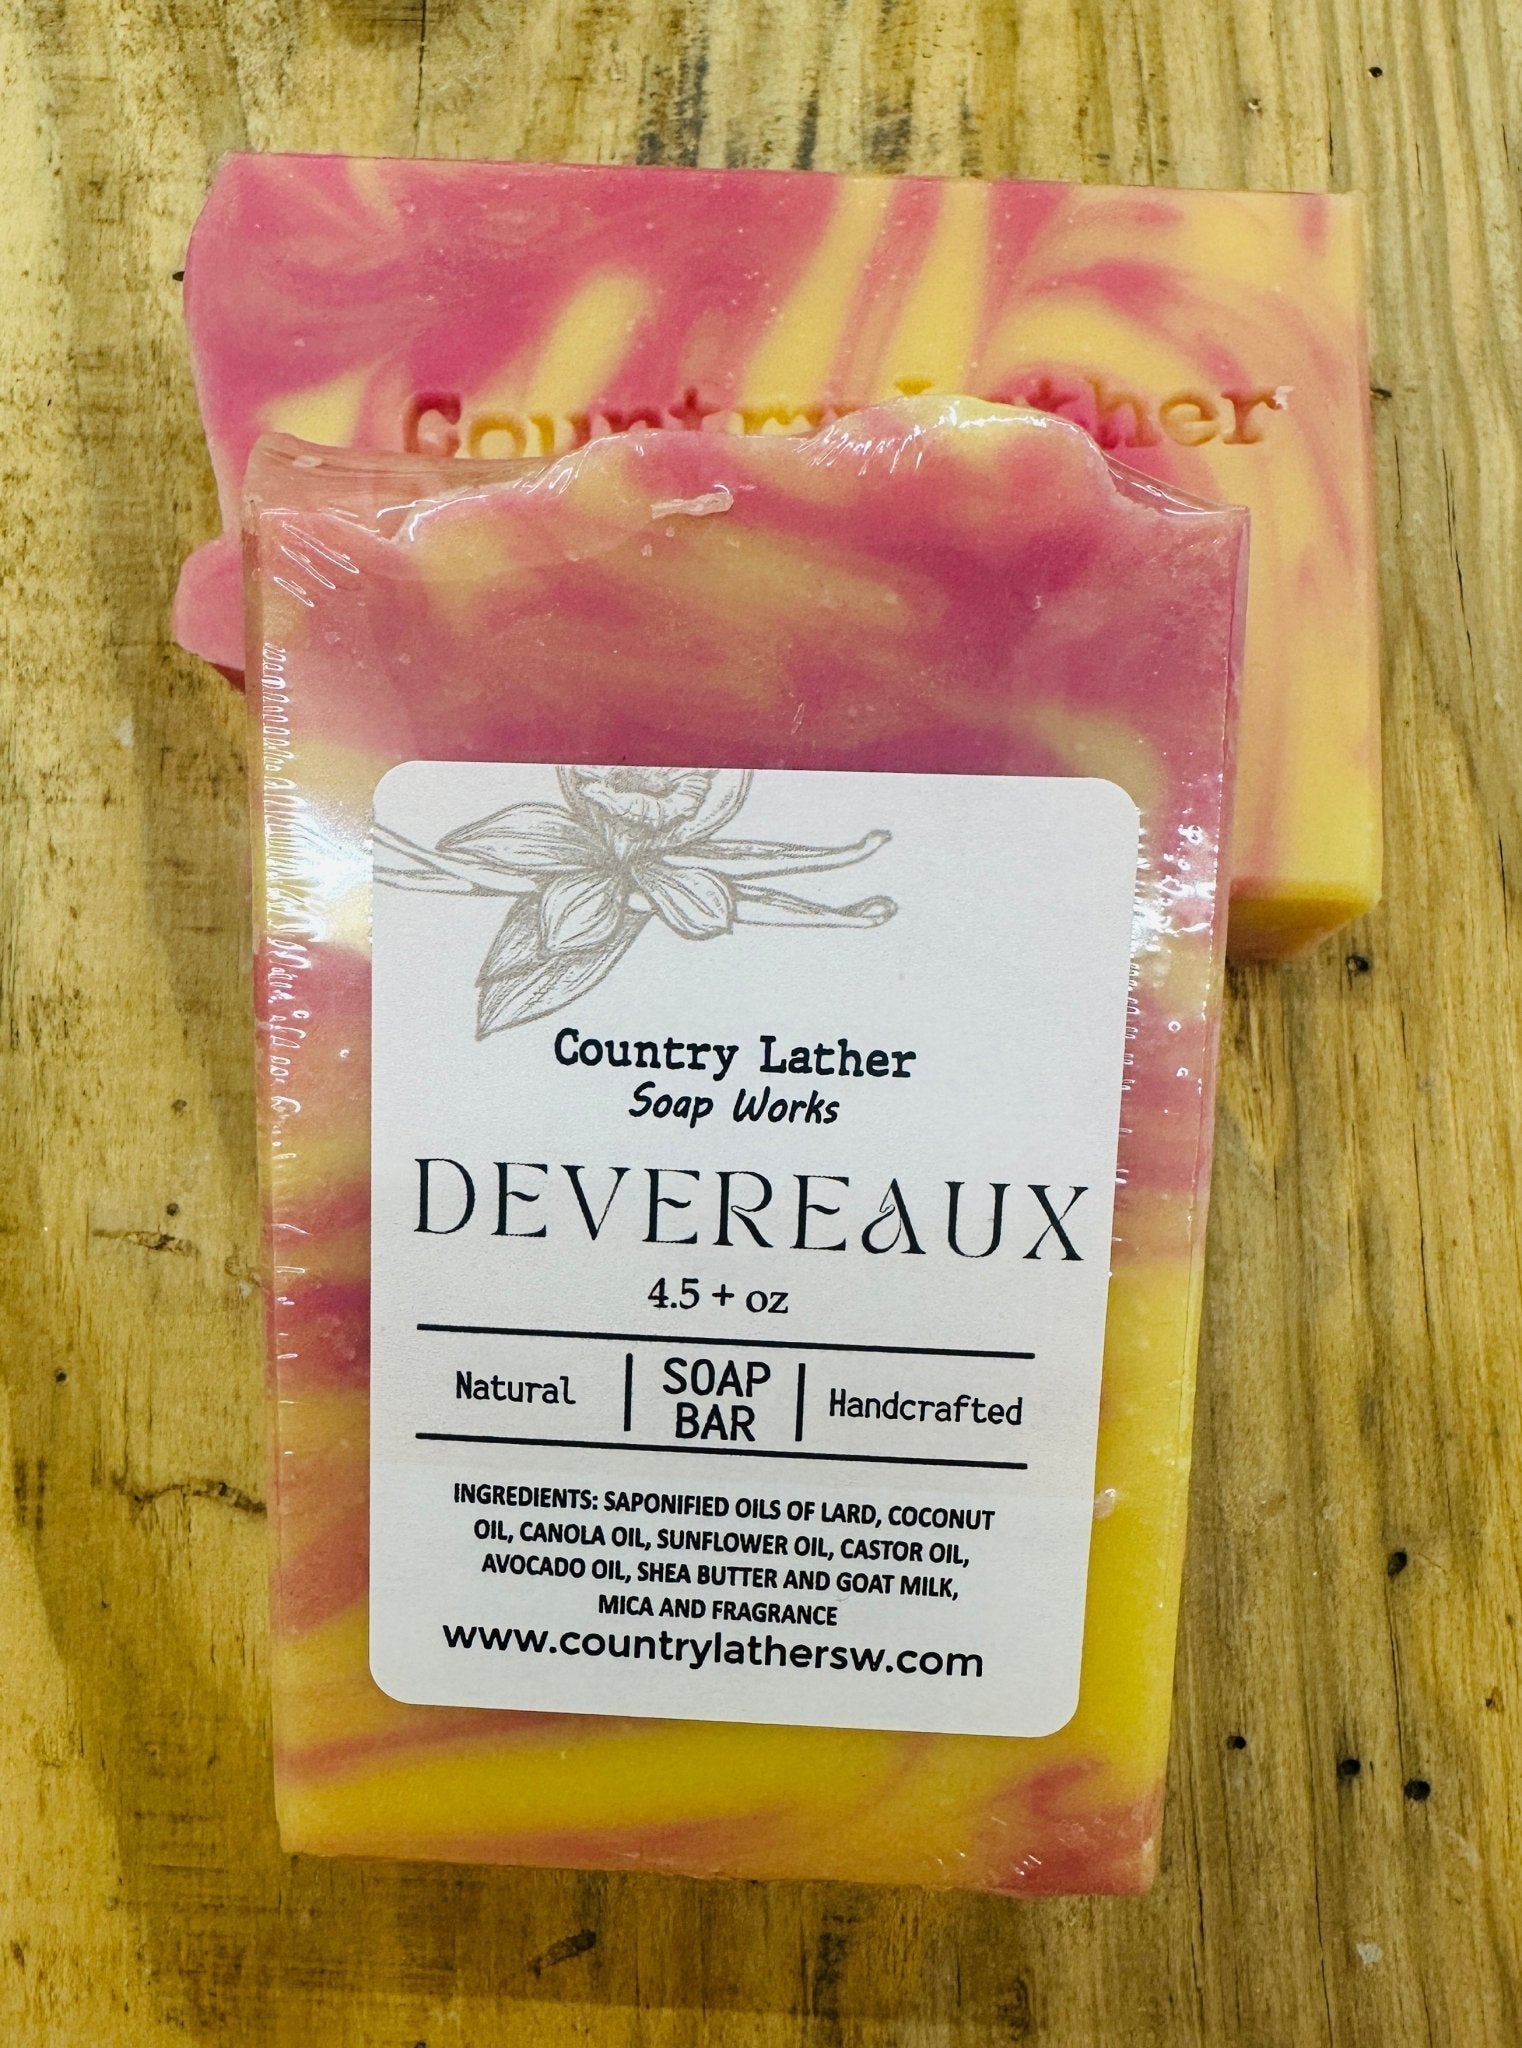 Country Lather
Country Lather
Soap Works
DEVEREAUX
4.5 + oz
Natural
SOAP
BAR
Handcrafted
INGREDIENTS: SAPONIFIED OILS OF LARD, COCONUT
OIL, CANOLA OIL, SUNFLOWER OIL, CASTOR OIL,
AVOCADO OIL, SHEA BUTTER AND GOAT MILK,
MICA AND FRAGRANCE
www.countrylathersw.com